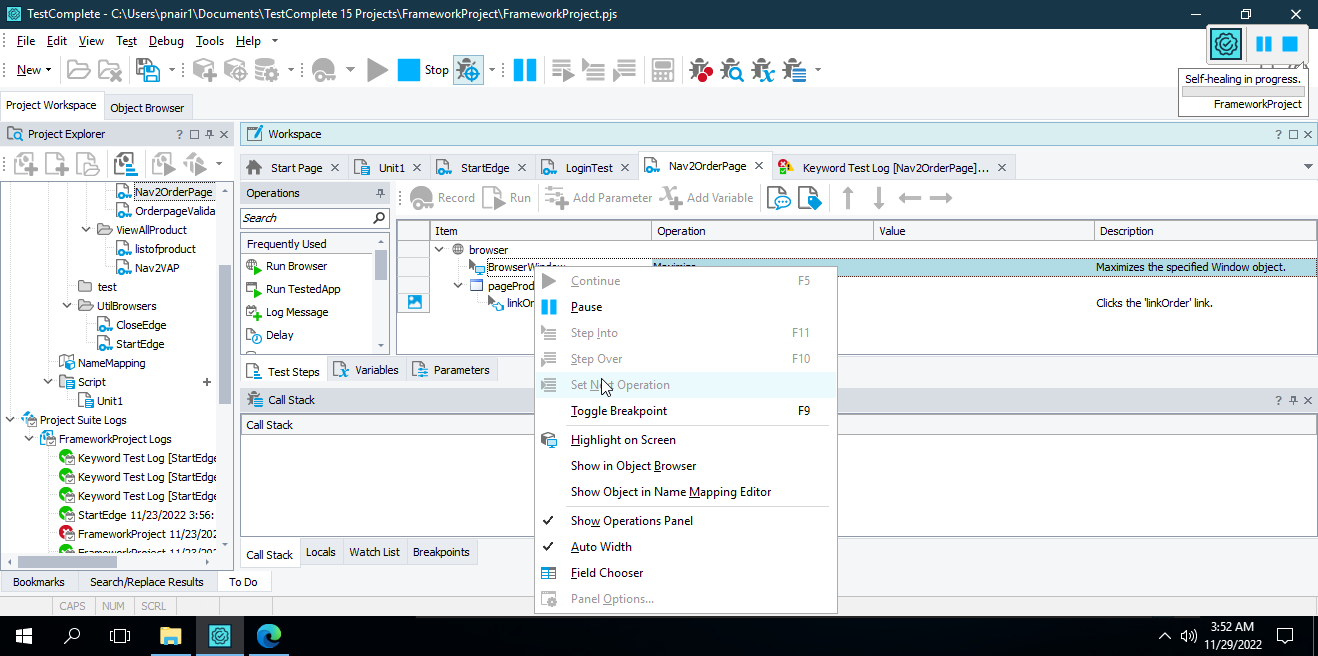 TestComplete - C:\Users\pnair1\Documents\TestComplete 15 Projects\FrameworkProject\FrameworkProject.pjs
File Edit View Test Debug Tools Help
New Stop
Self-healing in progress.
FrameworkProject
Project Workspace Object Browser
Project Explorer
Workspace
Start Page Unit1 StartEdge LoginTest Nav2OrderPage Keyword Test Log [Nav2OrderPage]...
Operations
Record Run Add Parameter Add Variable
Search
Item Operation Value Description
Frequently Used
Run Browser
Run TestedApp
Log Message
Delay
browser
BrowserWindow Maximize Maximizes the specified Window object.
pageProd
linkOr Clicks the 'linkOrder' link.
Nav2OrderPage
OrderpageValida
ViewAllProduct
listofproduct
Nav2VAP
test
UtilBrowsers
CloseEdge
StartEdge
NameMapping
Script
Unit1
Project Suite Logs
FrameworkProject Logs
Keyword Test Log [StartEdge
Keyword Test Log [StartEdge
Keyword Test Log [StartEdge
StartEdge 11/23/2022 3:56:
FrameworkProject 11/23/202
FrameworkProject 11/23/202
Test Steps Variables Parameters
Call Stack
Call Stack
Call Stack Locals Watch List Breakpoints
Continue F5
Pause
Step Into F11
Step Over F10
Set Next Operation
Toggle Breakpoint F9
Highlight on Screen
Show in Object Browser
Show Object in Name Mapping Editor
Show Operations Panel
Auto Width
Field Chooser
Panel Options...
Bookmarks Search/Replace Results To Do
CAPS NUM SCRL
3:52 AM
11/29/2022